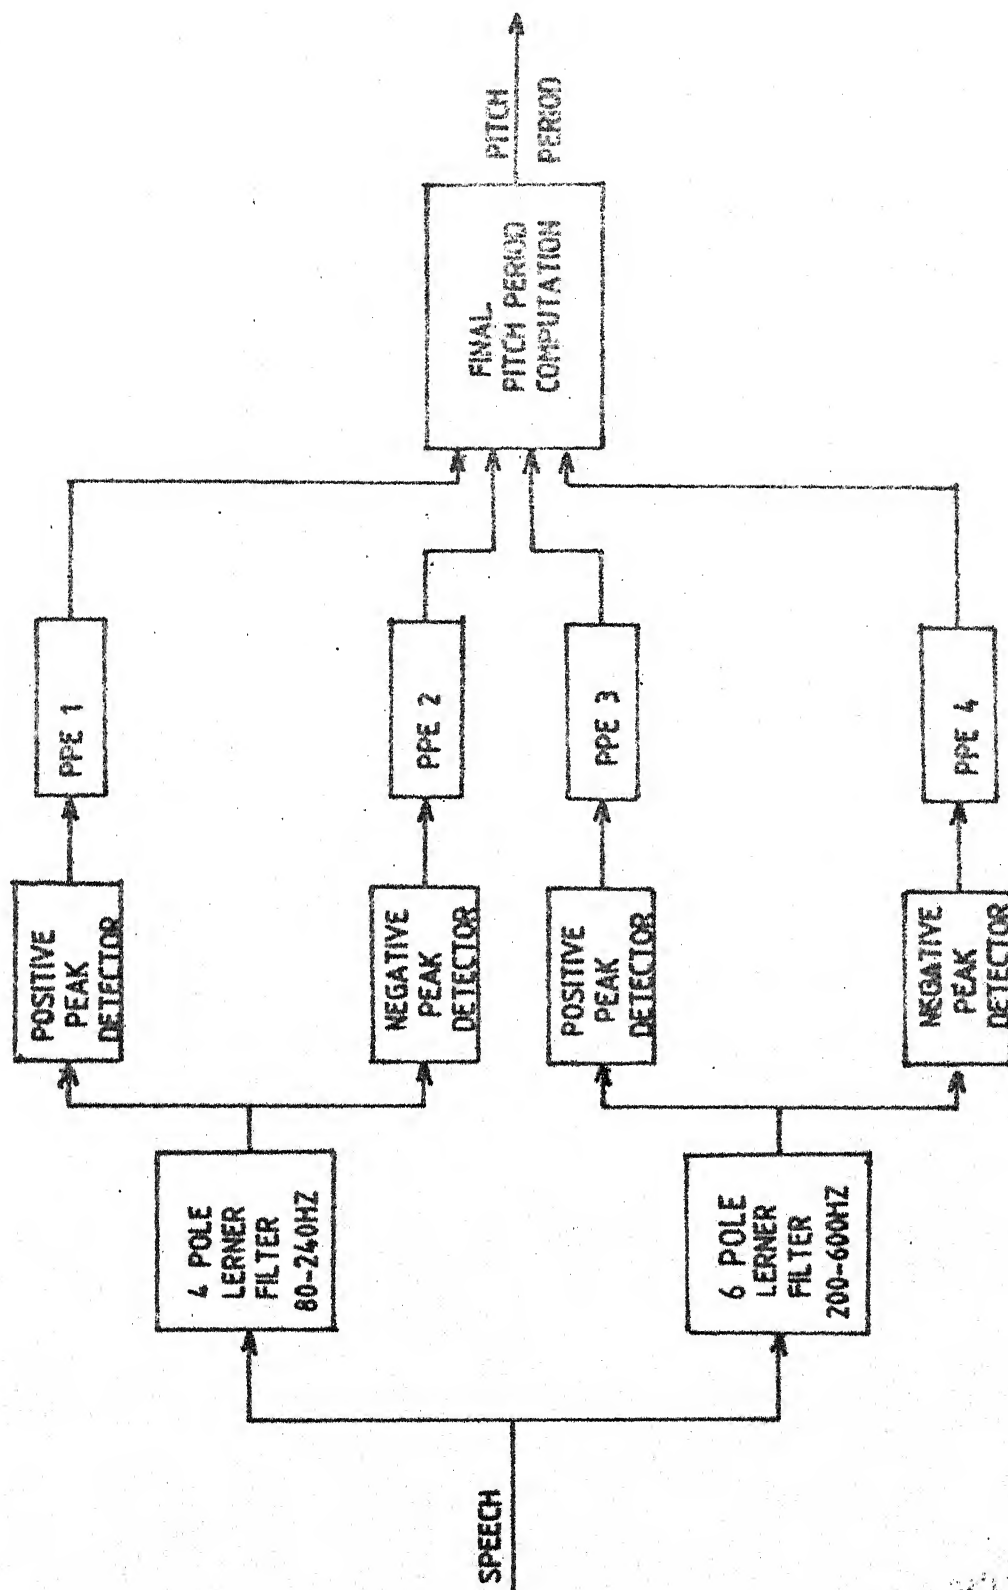 SPEECH
4 POLE
LERNER
FILTER
80-240HZ
6 POLE
LERNER
FILTER
200-600HZ
POSITIVE
PEAK
DETECTOR
NEGATIVE
PEAK
DETECTOR
POSITIVE
PEAK
DETECTOR
NEGATIVE
PEAK
DETECTOR
PPE 1
PPE 2
PPE 3
PPE 4
FINAL
PITCH PERIOD
COMPUTATION
PITCH
PERIOD